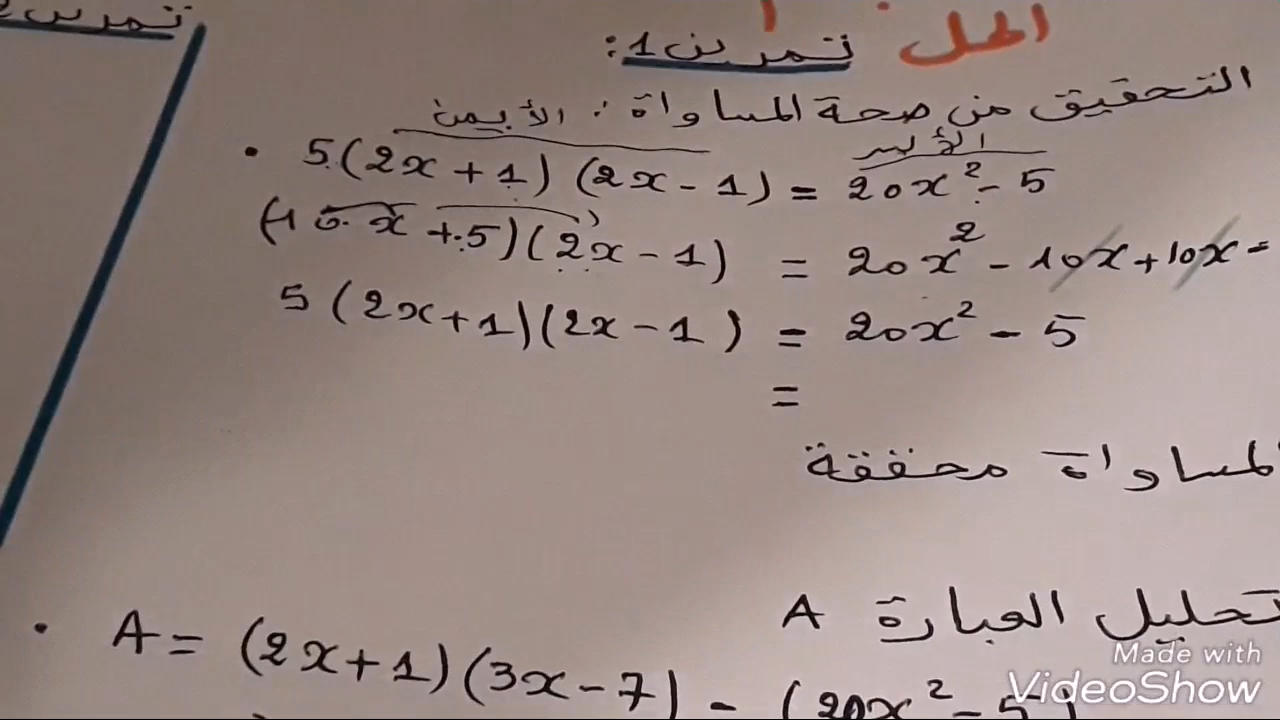 الحل تمرين 1:
التحقيق من صحة المساواة:
الأيمن
الأيسر
• 5(2x + 1) (2x - 1) = 20x² - 5
(10x + 5)(2x - 1) = 20x² - 10x + 10x -
5 (2x + 1)(2x - 1) = 20x² - 5
=
المساواة محققة
تحليل العبارة A
• A = (2x + 1)(3x - 7) - (20x² - 5)
Made with
VideoShow